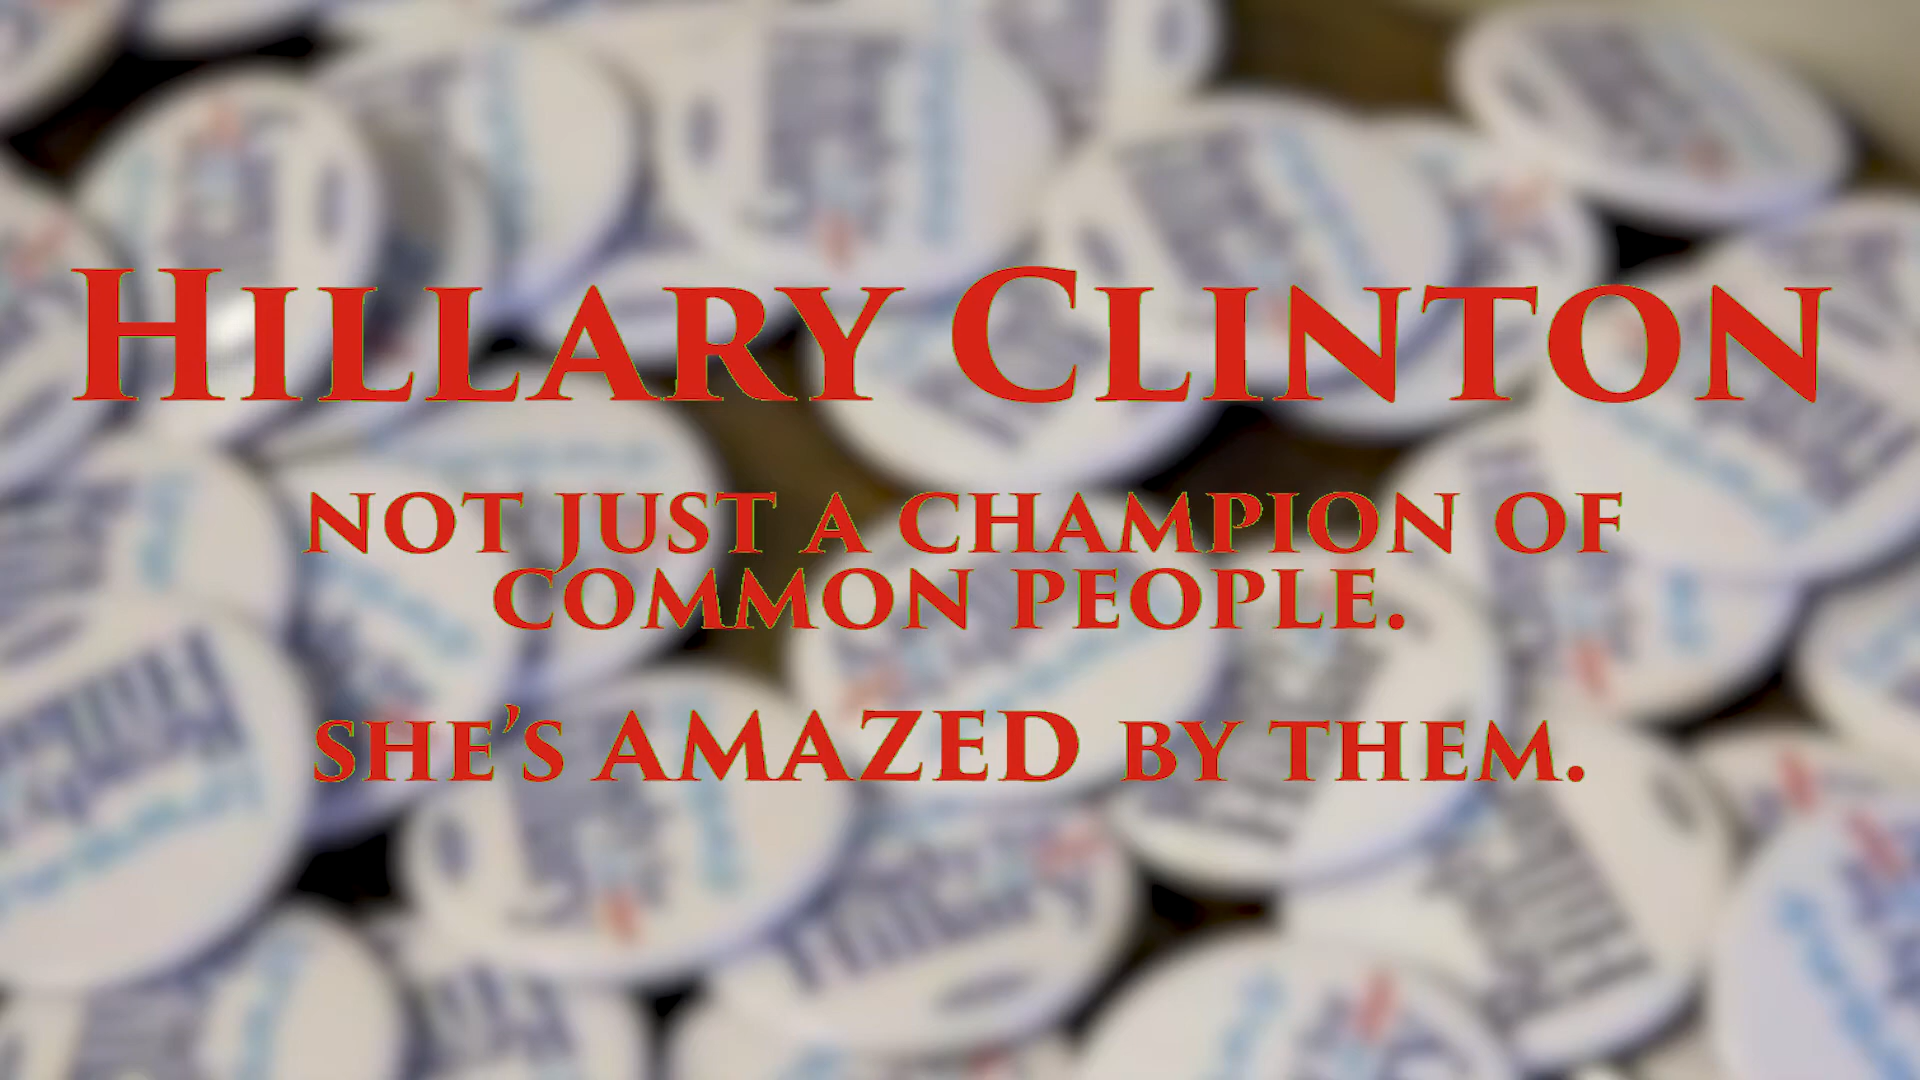 HILLARY CLINTON
NOT JUST A CHAMPION OF
COMMON PEOPLE.
SHE'S AMAZED BY THEM.